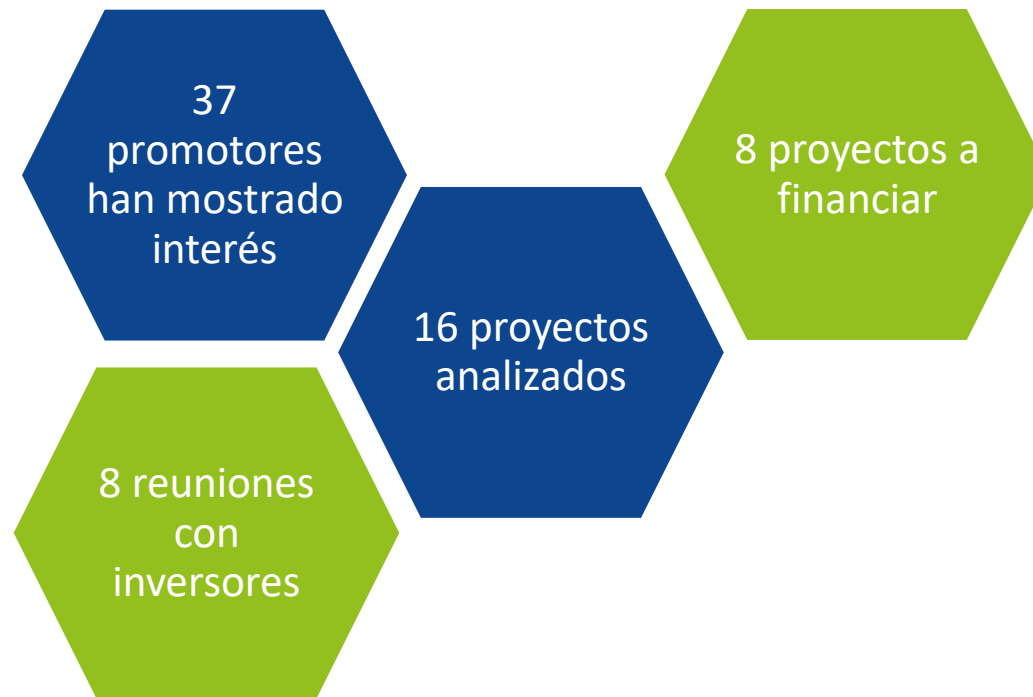 37
promotores
han mostrado
interés
8 proyectos a
financiar
16 proyectos
analizados
8 reuniones
con
inversores